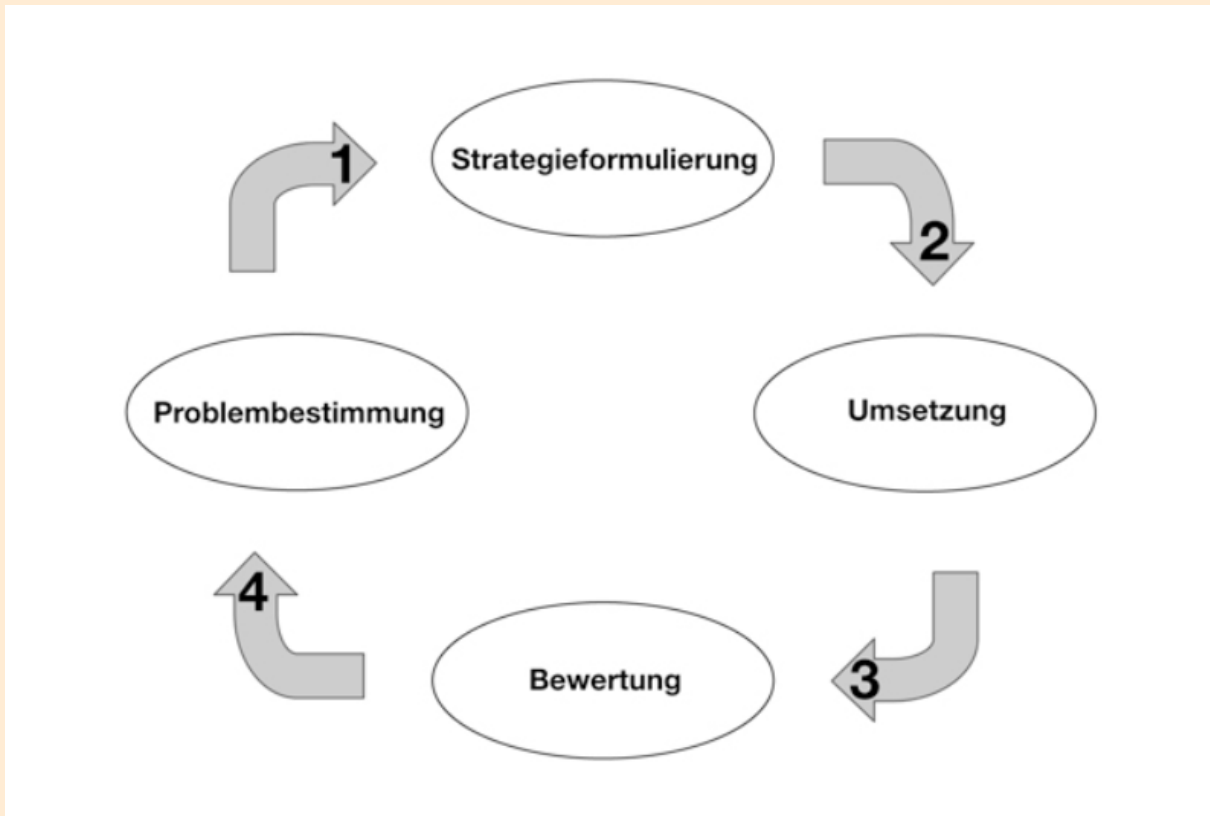 1
Strategieformulierung
2
Problembestimmung
Umsetzung
4
Bewertung
3